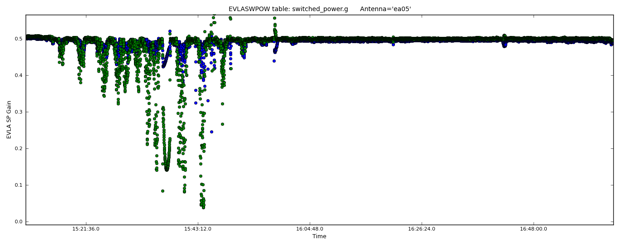 EVLASWPOW table: switched_power.g Antenna='ea05'
0.5
0.4
0.3
0.2
0.1
0.0
EVLA SP Gain
15:21:36.0 15:43:12.0 16:04:48.0 16:26:24.0 16:48:00.0
Time